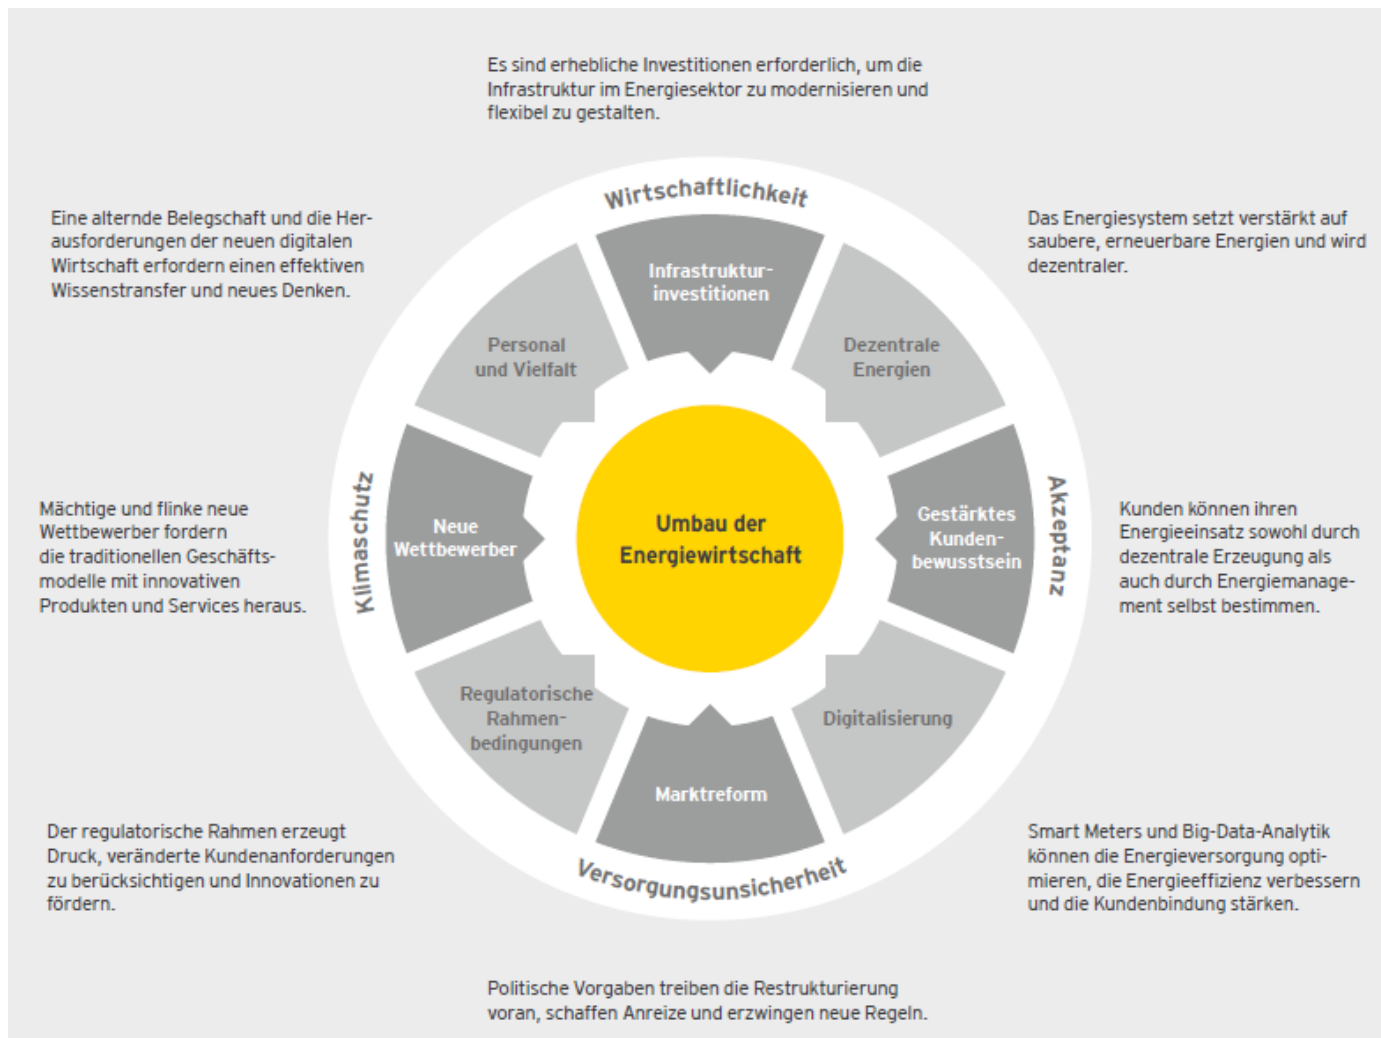 Es sind erhebliche Investitionen erforderlich, um die
Infrastruktur im Energiesektor zu modernisieren und
flexibel zu gestalten.
Eine alternde Belegschaft und die Her-
ausforderungen der neuen digitalen
Wirtschaft erfordern einen effektiven
Wissenstransfer und neues Denken.
Wirtschaftlichkeit
Das Energiesystem setzt verstärkt auf
saubere, erneuerbare Energien und wird
dezentraler.
Infrastruktur-
investitionen
Personal
und Vielfalt
Dezentrale
Energien
Mächtige und flinke neue
Wettbewerber fordern
die traditionellen Geschäfts-
modelle mit innovativen
Produkten und Services heraus.
Klimaschutz
Neue
Wettbewerber
Umbau der
Energiewirtschaft
Gestärktes
Kunden-
bewusstsein
Akzeptanz
Kunden können ihren
Energieeinsatz sowohl durch
dezentrale Erzeugung als
auch durch Energiemanage-
ment selbst bestimmen.
Regulatorische
Rahmen-
bedingungen
Digitalisierung
Marktreform
Versorgungsunsicherheit
Der regulatorische Rahmen erzeugt
Druck, veränderte Kundenanforderungen
zu berücksichtigen und Innovationen zu
fördern.
Smart Meters und Big-Data-Analytik
können die Energieversorgung opti-
mieren, die Energieeffizienz verbessern
und die Kundenbindung stärken.
Politische Vorgaben treiben die Restrukturierung
voran, schaffen Anreize und erzwingen neue Regeln.